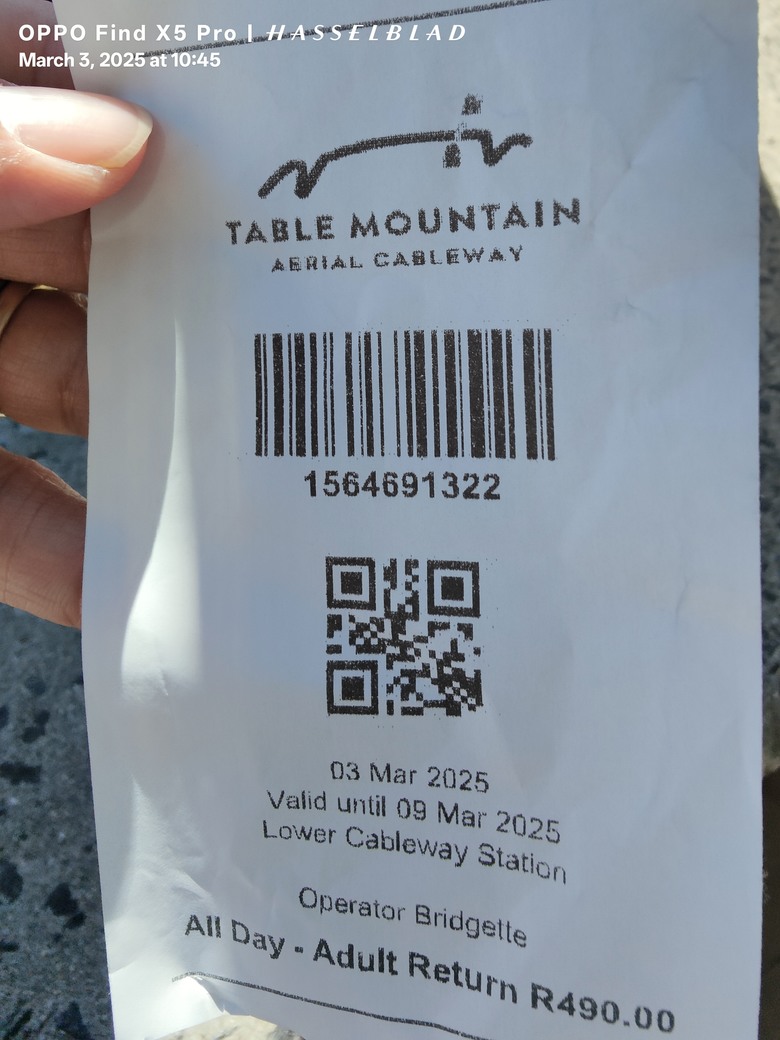 OPPO Find X5 Pro | HASSELBLAD
March 3, 2025 at 10:45
TABLE MOUNTAIN
AERIAL CABLEWAY
1564691322
03 Mar 2025
Valid until 09 Mar 2025
Lower Cableway Station
Operator Bridgette
All Day - Adult Return R490.00